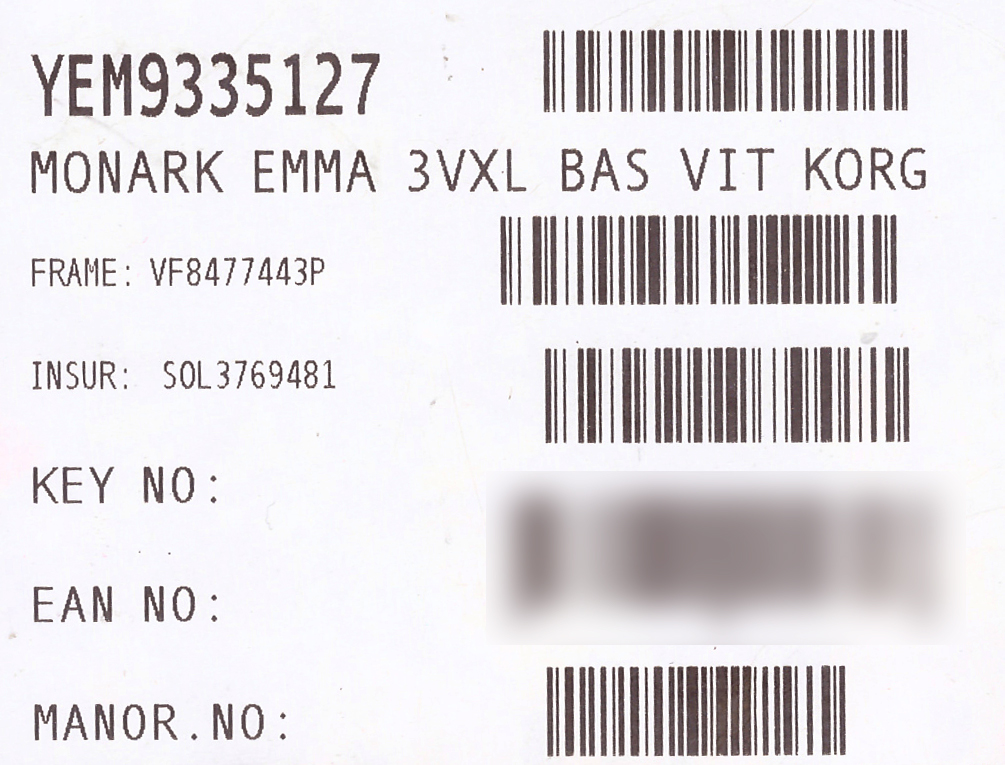 YEM9335127
MONARK EMMA 3VXL BAS VIT KORG
FRAME: VF8477443P
INSUR: SOL3769481
KEY NO:
EAN NO:
MANOR.NO: